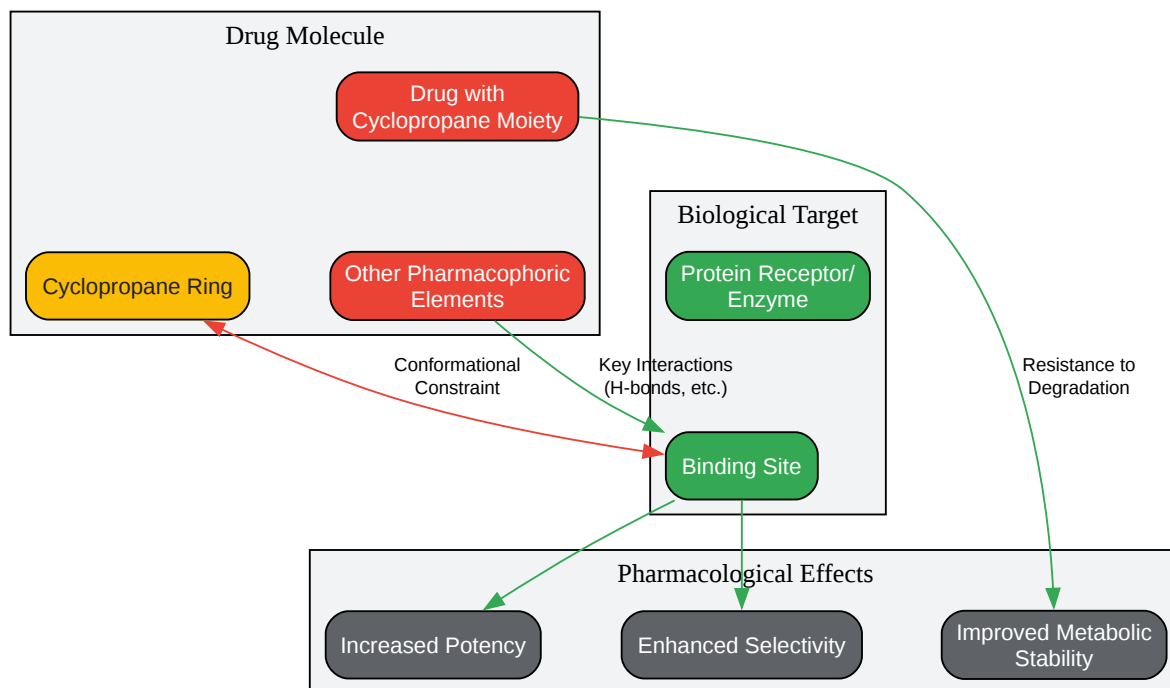 Drug Molecule
Drug with
Cyclopropane Moiety
Biological Target
Cyclopropane Ring
Other Pharmacophoric
Elements
Protein Receptor/
Enzyme
Conformational
Constraint
Key Interactions
(H-bonds, etc.)
Resistance to
Degradation
Binding Site
Pharmacological Effects
Increased Potency
Enhanced Selectivity
Improved Metabolic
Stability